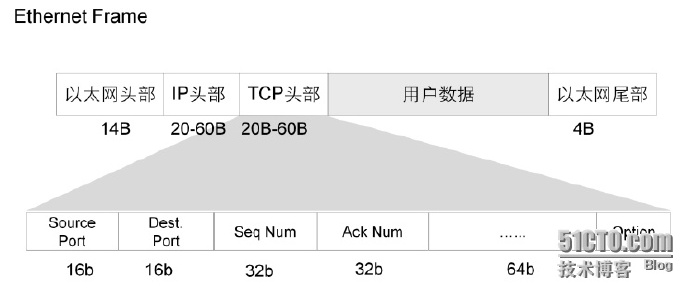 Ethernet Frame
以太网头部 IP头部 TCP头部 用户数据 以太网尾部
14B 20-60B 20B-60B 4B
Source Port Dest. Port Seq Num Ack Num ...... Option
16b 16b 32b 32b 64b
51CTO.com
技术博客 Blog